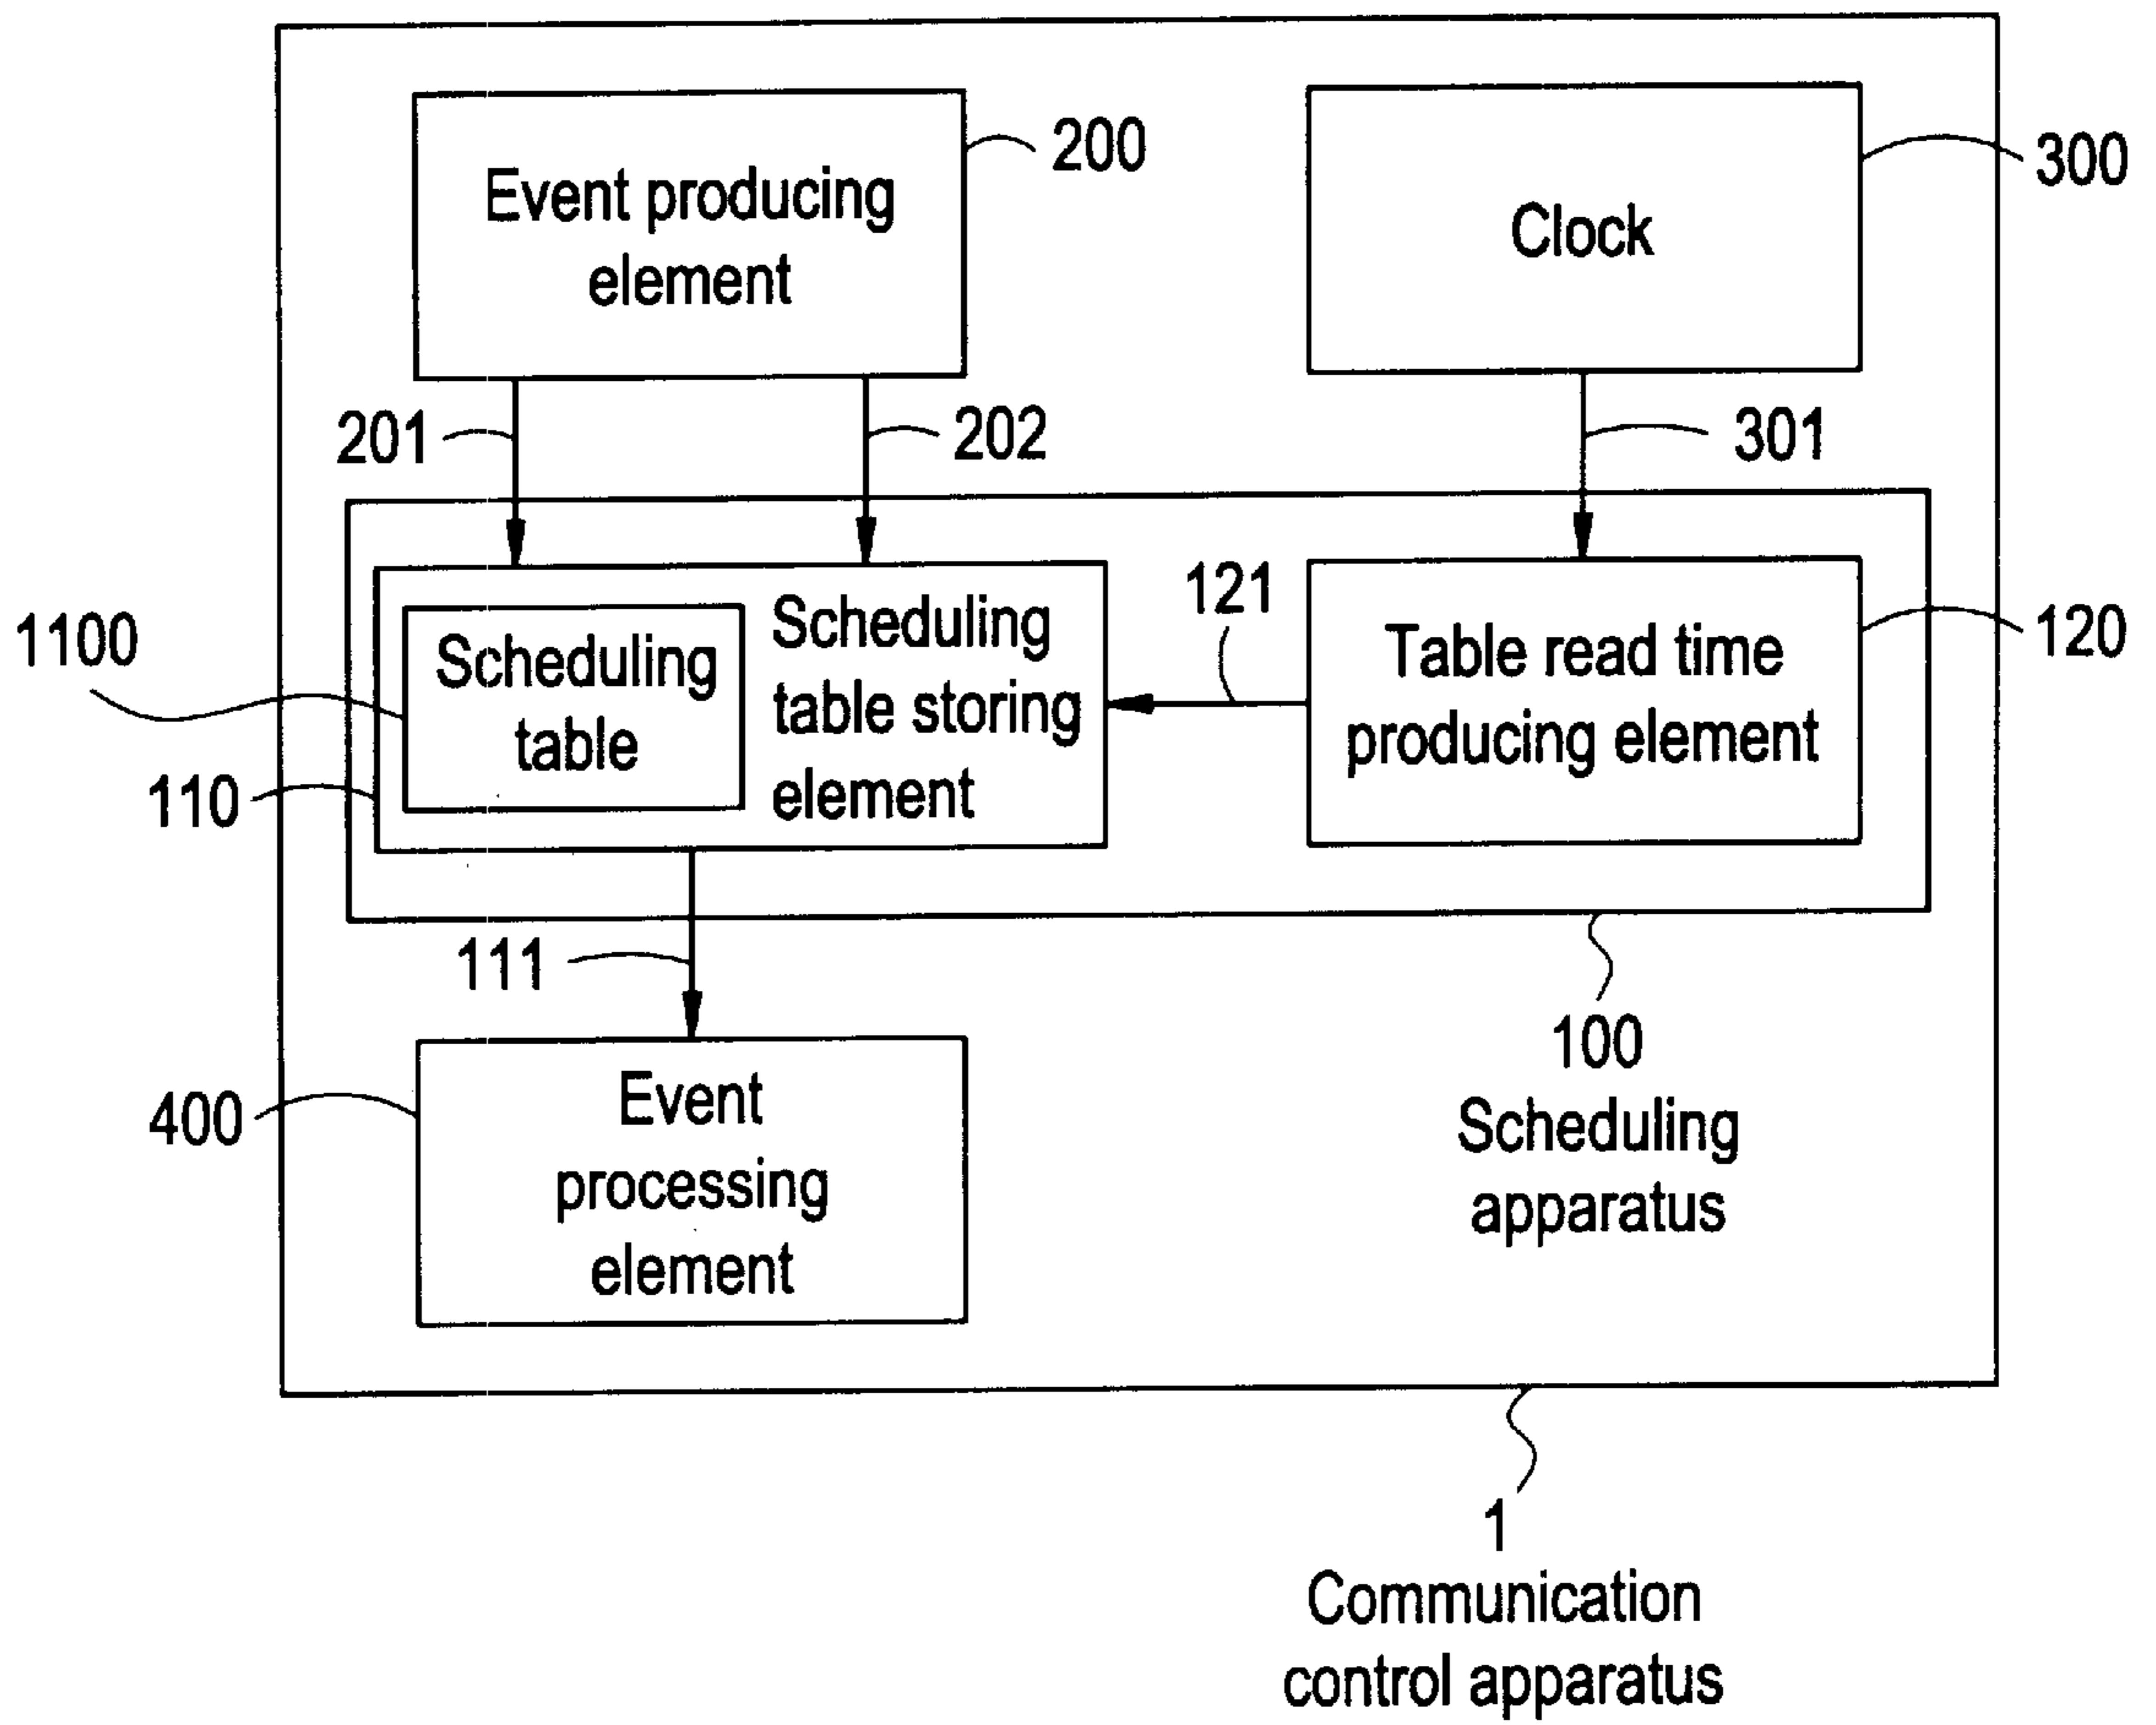 Event producing
element
200
Clock
300
201
202
301
1100
Scheduling
table
Scheduling
table storing
element
121
Table read time
producing element
120
110
111
100
Scheduling
apparatus
400
Event
processing
element
1
Communication
control apparatus